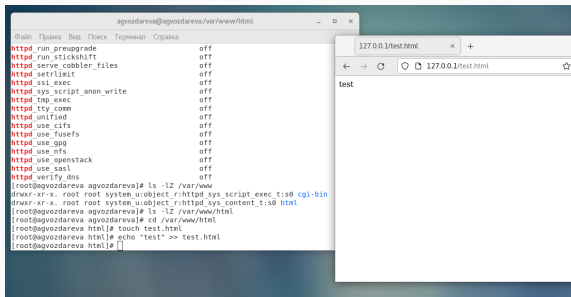 agvozdareva@agvozdareva:/var/www/html
Файл Правка Вид Поиск Терминал Справка
httpd_run_preupgrade off
httpd_run_stickshift off
httpd_serve_cobbler_files off
httpd_setrlimit off
httpd_ssi_exec off
httpd_sys_script_anon_write off
httpd_tmp_exec off
httpd_tty_comm off
httpd_unified off
httpd_use_cifs off
httpd_use_fusefs off
httpd_use_gpg off
httpd_use_nfs off
httpd_use_openstack off
httpd_use_sasl off
httpd_verify_dns off
[root@agvozdareva agvozdareva]# ls -lZ /var/www
drwxr-xr-x. root root system_u:object_r:httpd_sys_script_exec_t:s0 cgi-bin
drwxr-xr-x. root root system_u:object_r:httpd_sys_content_t:s0 html
[root@agvozdareva agvozdareva]# ls -lZ /var/www/html
[root@agvozdareva agvozdareva]# cd /var/www/html
[root@agvozdareva html]# touch test.html
[root@agvozdareva html]# echo "test" >> test.html
[root@agvozdareva html]#
127.0.0.1/test.html
127.0.0.1/test.html
test